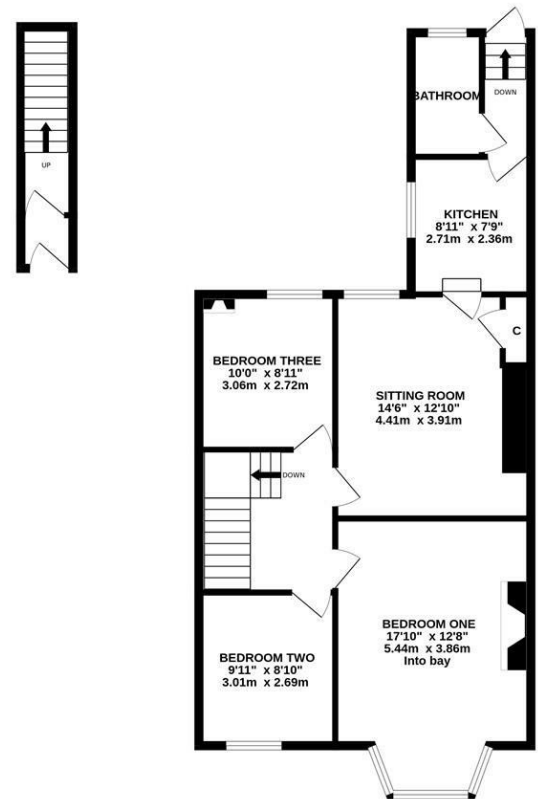 UP
BATHROOM
DOWN
KITCHEN
8'11" x 7'9"
2.71m x 2.36m
C
BEDROOM THREE
10'0" x 8'11"
3.06m x 2.72m
SITTING ROOM
14'6" x 12'10"
4.41m x 3.91m
DOWN
BEDROOM ONE
17'10" x 12'8"
5.44m x 3.86m
Into bay
BEDROOM TWO
9'11" x 8'10"
3.01m x 2.69m